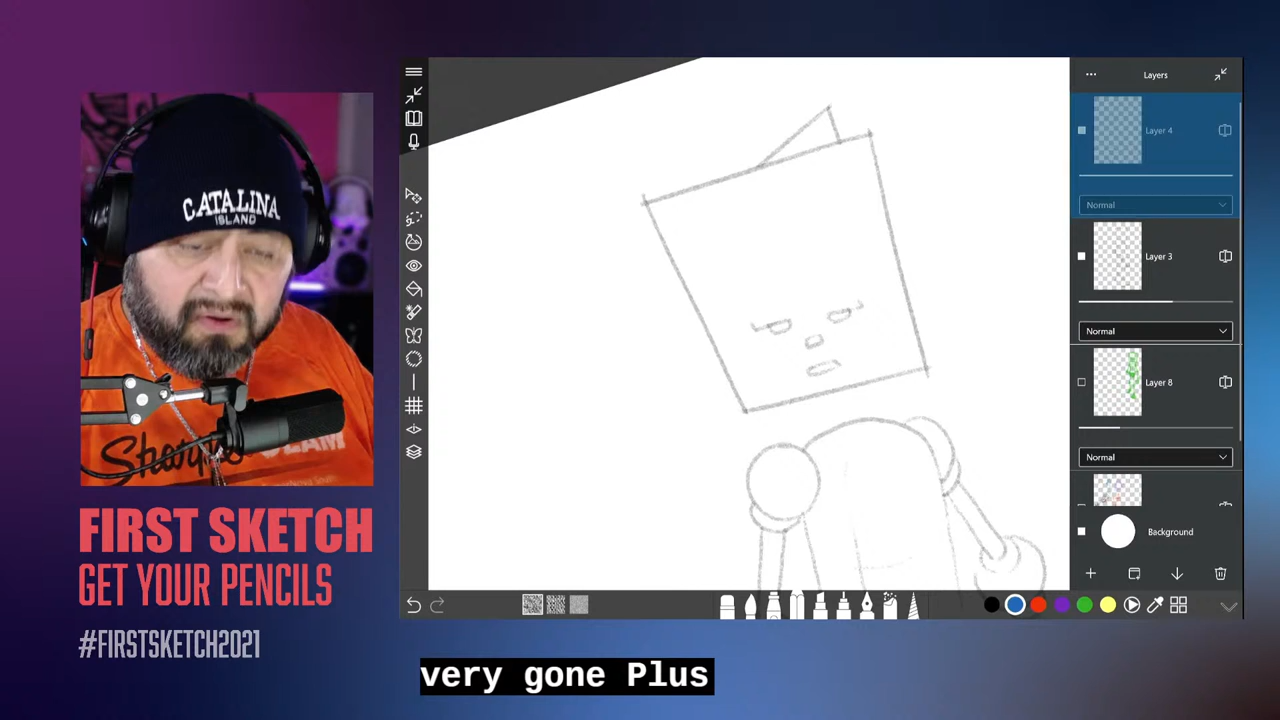 CATALINA
ISLAND
Sharpie
FIRST SKETCH
GET YOUR PENCILS
#FIRSTSKETCH2021
Layers
Layer 4
Normal
Layer 3
Normal
Layer 8
Normal
Background
very gone Plus